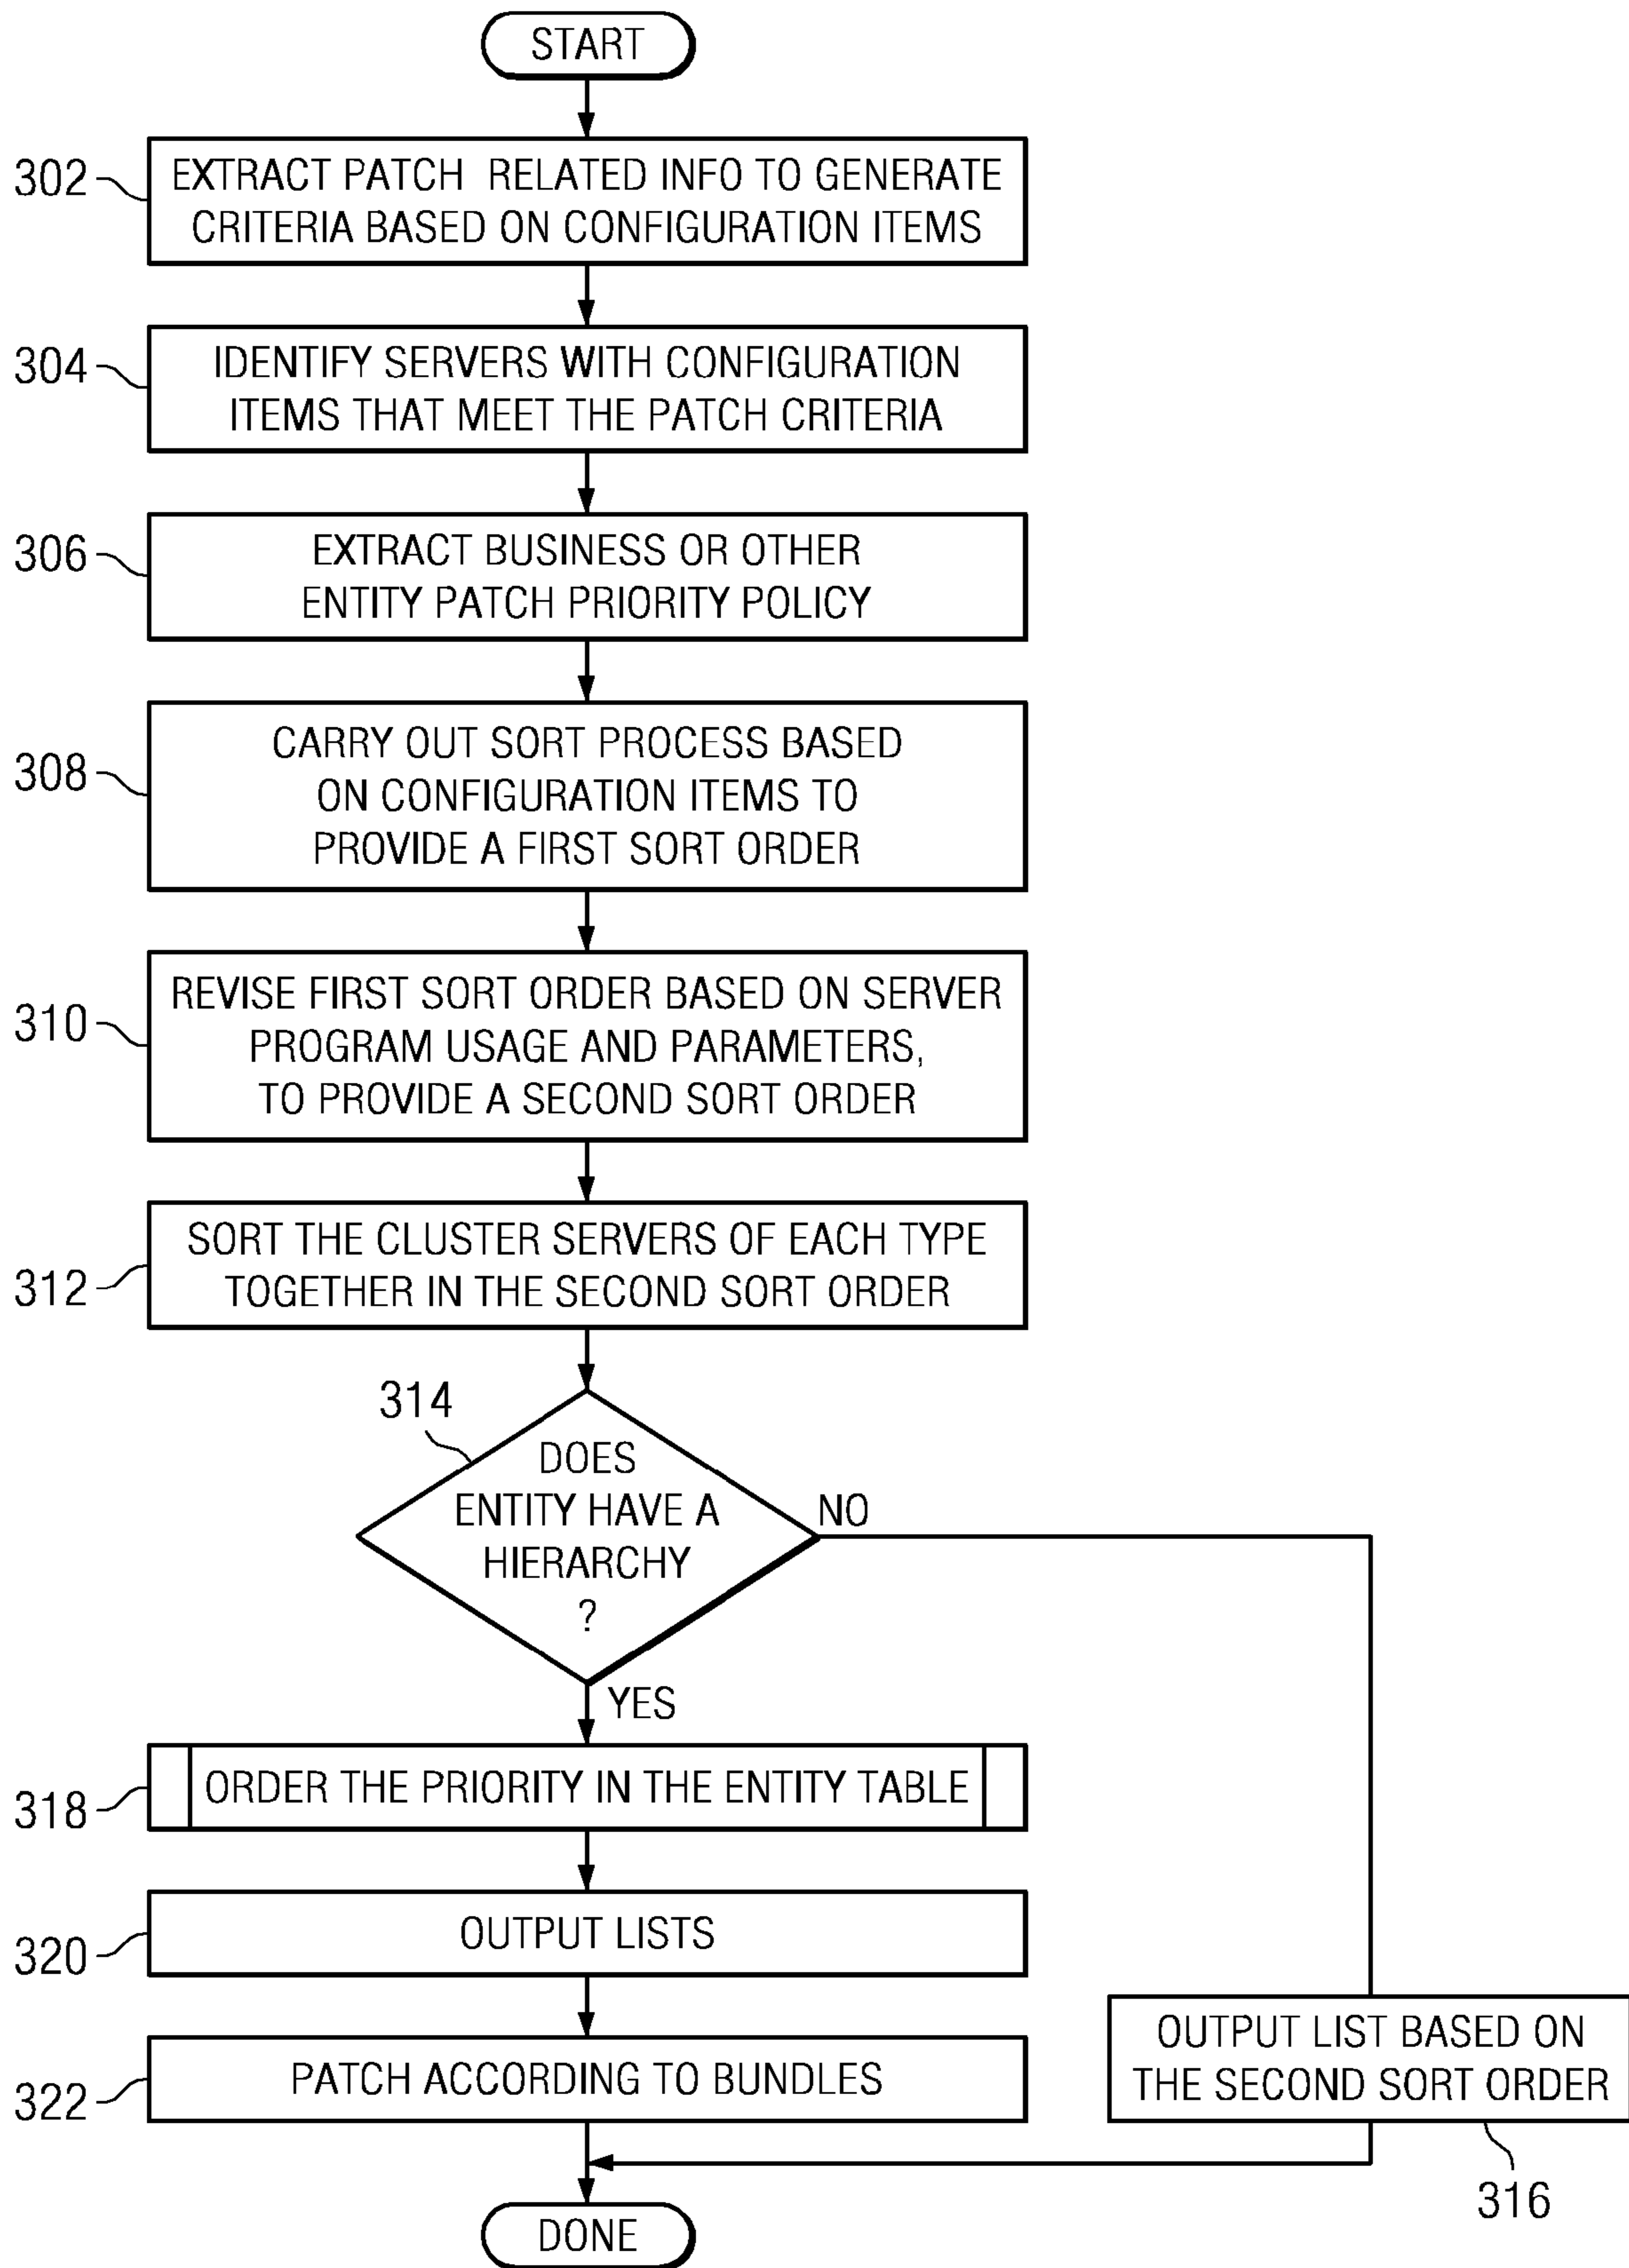 START
302
EXTRACT PATCH RELATED INFO TO GENERATE
CRITERIA BASED ON CONFIGURATION ITEMS
304
IDENTIFY SERVERS WITH CONFIGURATION
ITEMS THAT MEET THE PATCH CRITERIA
306
EXTRACT BUSINESS OR OTHER
ENTITY PATCH PRIORITY POLICY
308
CARRY OUT SORT PROCESS BASED
ON CONFIGURATION ITEMS TO
PROVIDE A FIRST SORT ORDER
310
REVISE FIRST SORT ORDER BASED ON SERVER
PROGRAM USAGE AND PARAMETERS,
TO PROVIDE A SECOND SORT ORDER
312
SORT THE CLUSTER SERVERS OF EACH TYPE
TOGETHER IN THE SECOND SORT ORDER
314
DOES
ENTITY HAVE A
HIERARCHY
?
NO
YES
318
ORDER THE PRIORITY IN THE ENTITY TABLE
320
OUTPUT LISTS
322
PATCH ACCORDING TO BUNDLES
OUTPUT LIST BASED ON
THE SECOND SORT ORDER
316
DONE